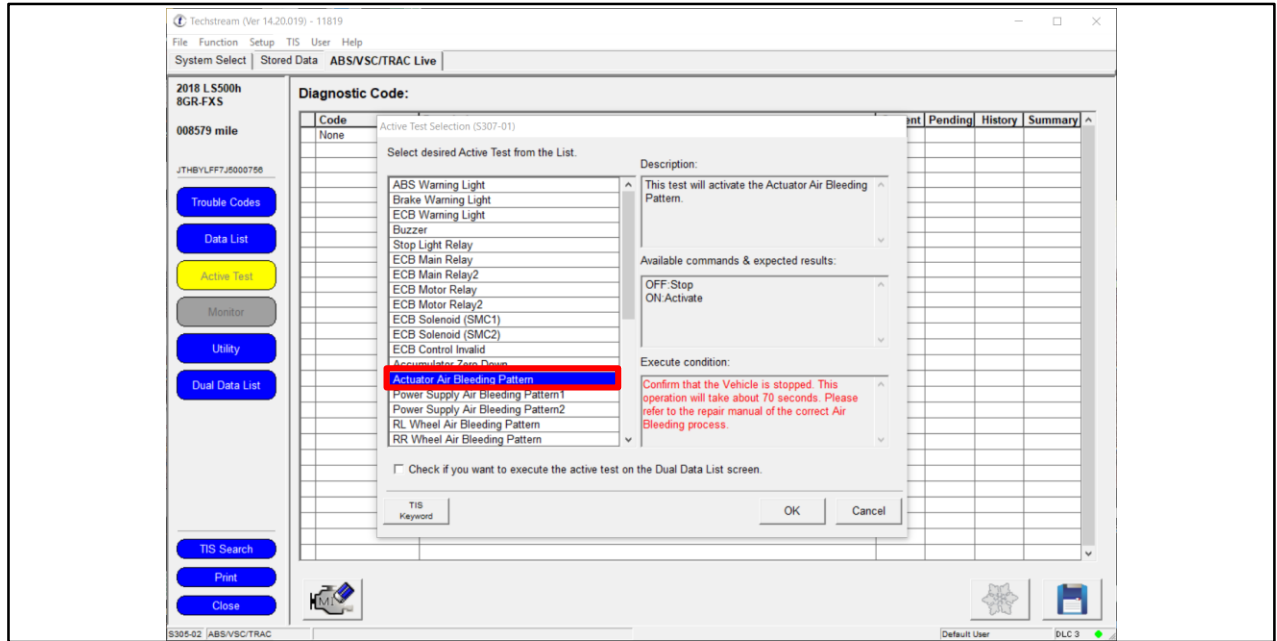 Techstream (Ver 14.20.019) - 11819
File Function Setup TIS User Help
System Select Stored Data ABS/VSC/TRAC Live
2018 LS500h
8GR-FXS
008579 mile
JTHBYLFF7J5000756
Trouble Codes
Data List
Active Test
Monitor
Utility
Dual Data List
TIS Search
Print
Close
Diagnostic Code:
Code Pending History Summary
None
Active Test Selection (S307-01)
Select desired Active Test from the List.
ABS Warning Light
Brake Warning Light
ECB Warning Light
Buzzer
Stop Light Relay
ECB Main Relay
ECB Main Relay2
ECB Motor Relay
ECB Motor Relay2
ECB Solenoid (SMC1)
ECB Solenoid (SMC2)
ECB Control Invalid
Accumulator Zero Down
Actuator Air Bleeding Pattern
Power Supply Air Bleeding Pattern1
Power Supply Air Bleeding Pattern2
RL Wheel Air Bleeding Pattern
RR Wheel Air Bleeding Pattern
Description:
This test will activate the Actuator Air Bleeding
Pattern.
Available commands & expected results:
OFF:Stop
ON:Activate
Execute condition:
Confirm that the Vehicle is stopped. This
operation will take about 70 seconds. Please
refer to the repair manual of the correct Air
Bleeding process.
Check if you want to execute the active test on the Dual Data List screen.
TIS
Keyword
OK Cancel
S305-02 ABS/VSC/TRAC Default User DLC 3